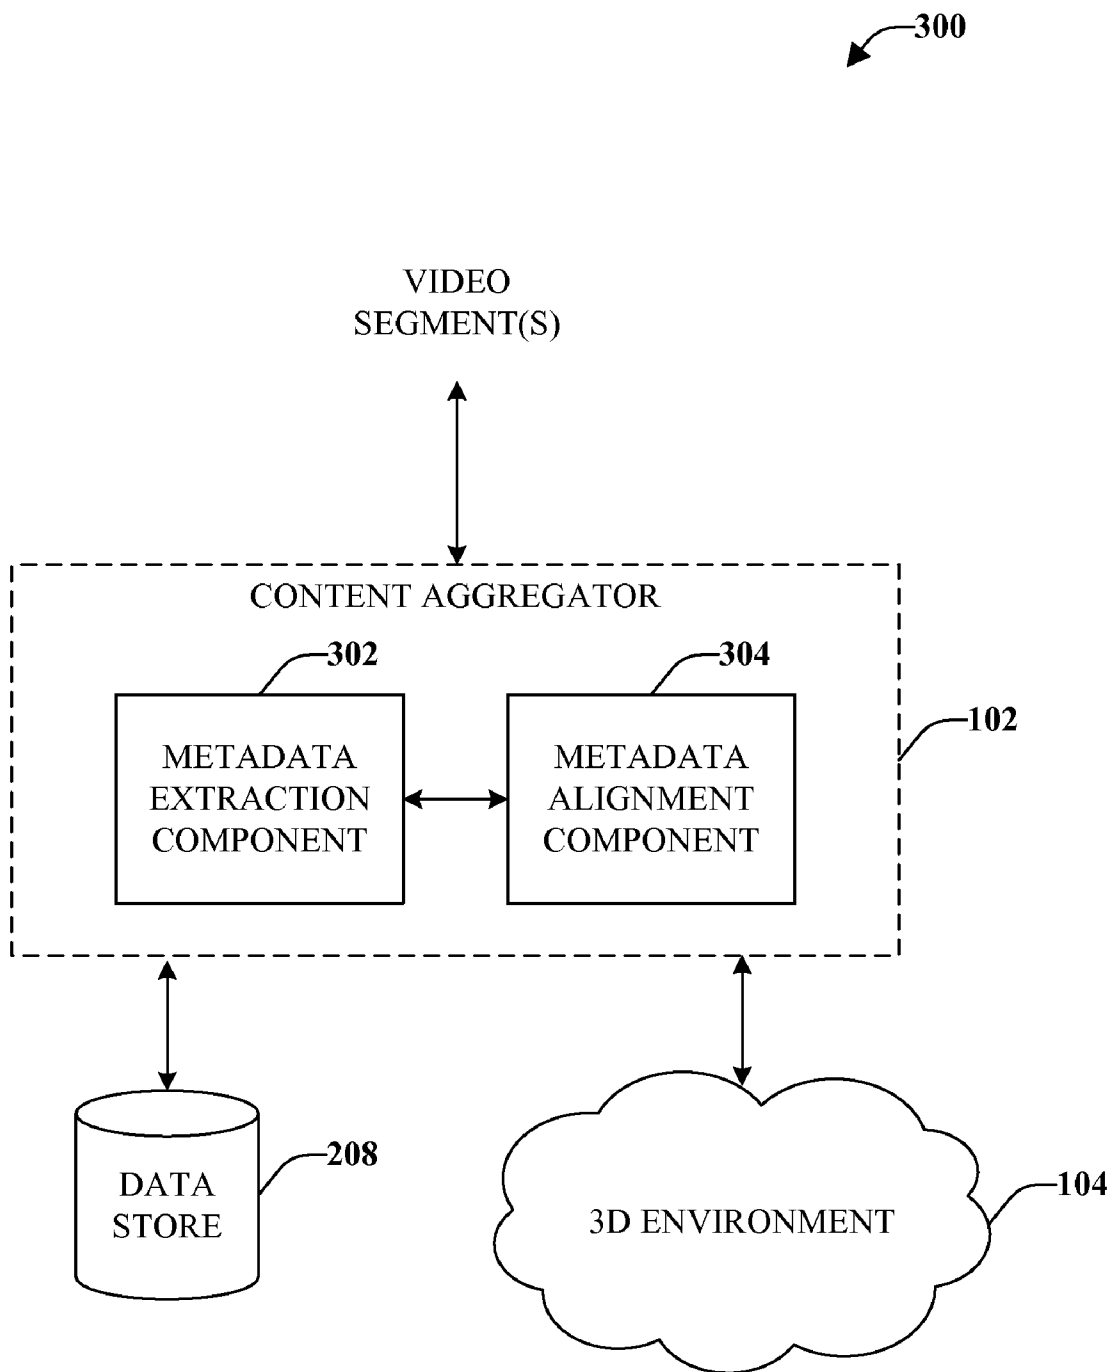 300
VIDEO
SEGMENT(S)
CONTENT AGGREGATOR
302
304
102
METADATA
EXTRACTION
COMPONENT
METADATA
ALIGNMENT
COMPONENT
208
DATA
STORE
104
3D ENVIRONMENT